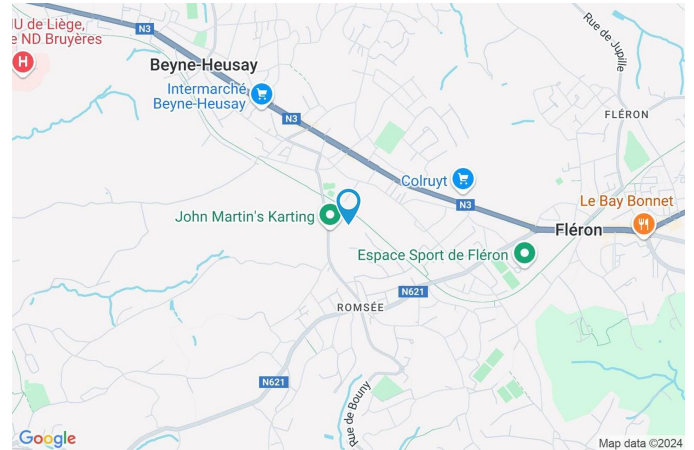 U de Liège,
e ND Bruyères
H
N3
Beyne-Heusay
Intermarché
Beyne-Heusay
N3
Rue de Jupille
FLÉRON
Colruyt
N3
Le Bay Bonnet
John Martin's Karting
Fléron
Espace Sport de Fléron
N621
ROMSÉE
N621
Rue de Bouny
Google
Map data ©2024